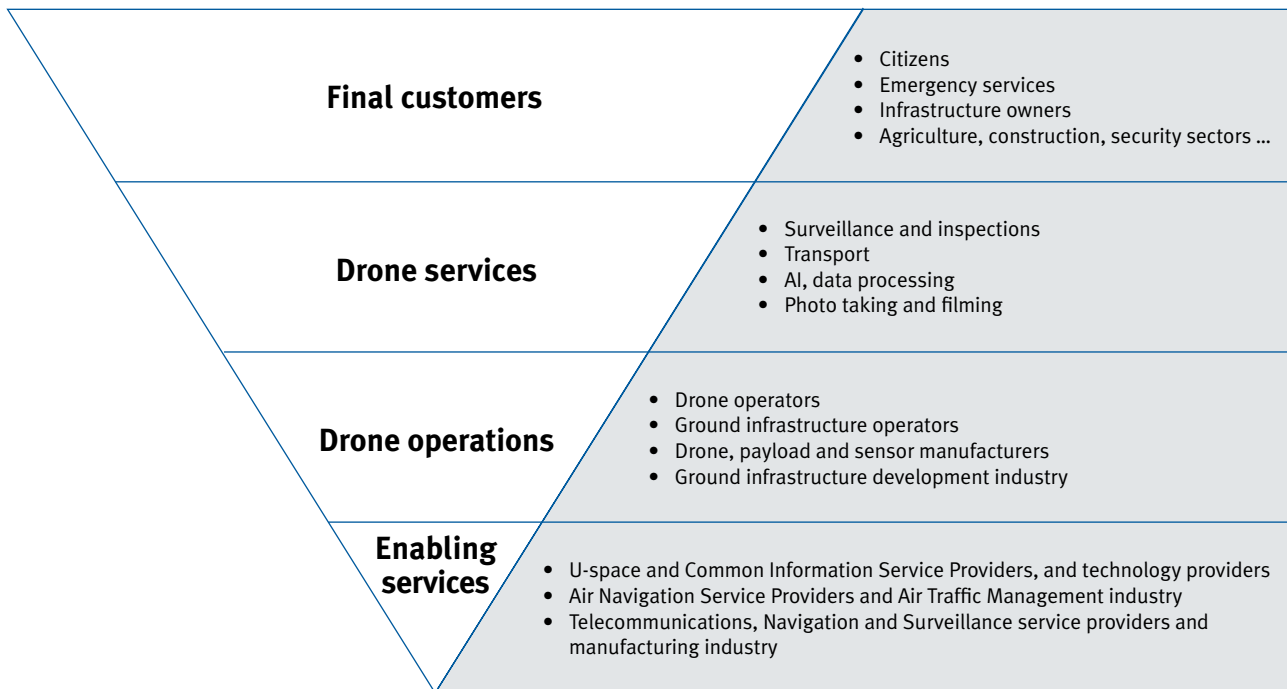 Final customers
• Citizens
• Emergency services
• Infrastructure owners
• Agriculture, construction, security sectors ...
Drone services
• Surveillance and inspections
• Transport
• AI, data processing
• Photo taking and filming
Drone operations
• Drone operators
• Ground infrastructure operators
• Drone, payload and sensor manufacturers
• Ground infrastructure development industry
Enabling
services
• U-space and Common Information Service Providers, and technology providers
• Air Navigation Service Providers and Air Traffic Management industry
• Telecommunications, Navigation and Surveillance service providers and
manufacturing industry